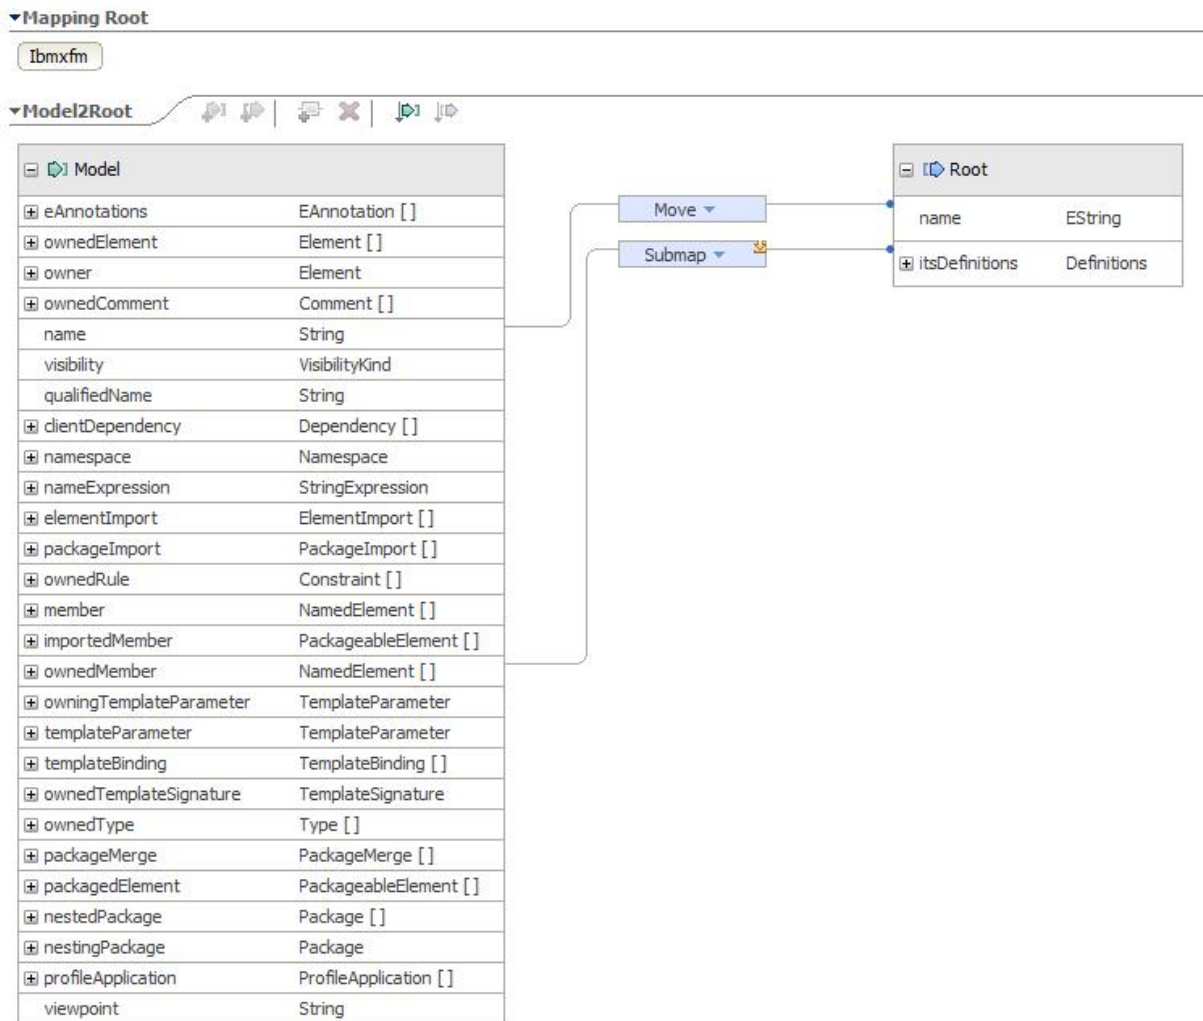 Mapping Root
Ibmxfm
Model2Root
Model
Root
eAnnotations EAnnotation [ ]
Move
name EString
ownedElement Element [ ]
Submap
itsDefinitions Definitions
owner Element
ownedComment Comment [ ]
name String
visibility VisibilityKind
qualifiedName String
clientDependency Dependency [ ]
namespace Namespace
nameExpression StringExpression
elementImport ElementImport [ ]
packageImport PackageImport [ ]
ownedRule Constraint [ ]
member NamedElement [ ]
importedMember PackageableElement [ ]
ownedMember NamedElement [ ]
owningTemplateParameter TemplateParameter
templateParameter TemplateParameter
templateBinding TemplateBinding [ ]
ownedTemplateSignature TemplateSignature
ownedType Type [ ]
packageMerge PackageMerge [ ]
packagedElement PackageableElement [ ]
nestedPackage Package [ ]
nestingPackage Package
profileApplication ProfileApplication [ ]
viewpoint String